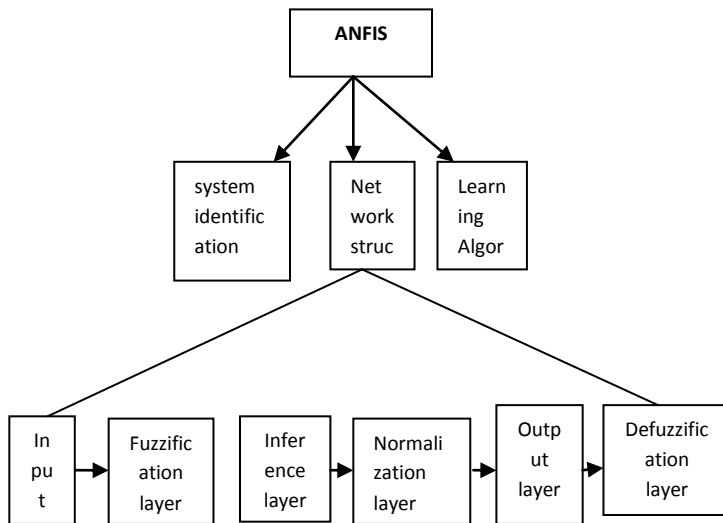 ANFIS
system
identific
ation
Net
work
struc
Learn
ing
Algor
In
pu
t
Fuzzific
ation
layer
Infer
ence
layer
Normali
zation
layer
Outp
ut
layer
Defuzzific
ation
layer